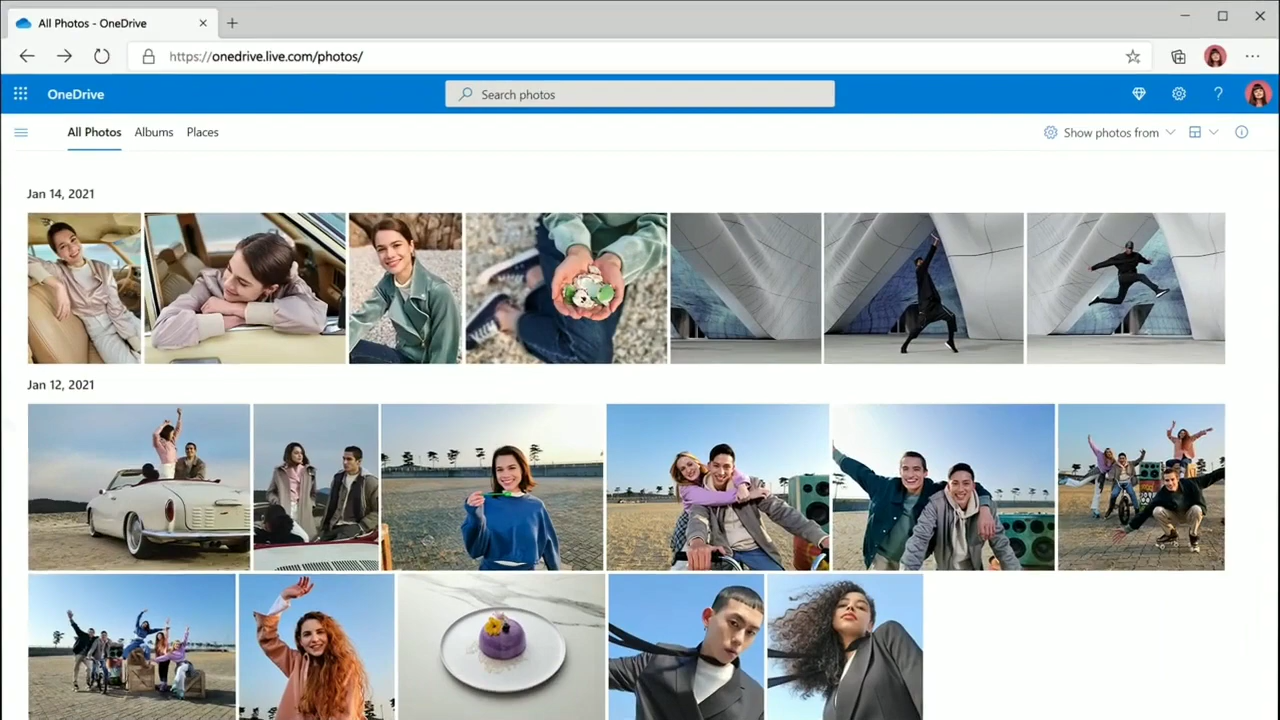 All Photos - OneDrive
https://onedrive.live.com/photos/
OneDrive
Search photos
All Photos Albums Places
Show photos from
Jan 14, 2021
Jan 12, 2021